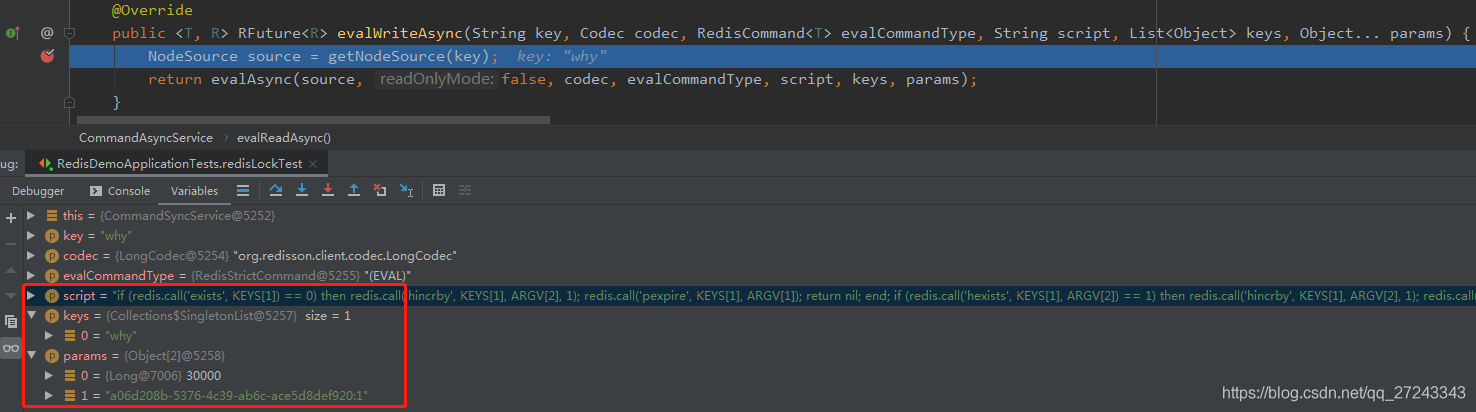 @Override
public <T, R> RFuture<R> evalWriteAsync(String key, Codec codec, RedisCommand<T> evalCommandType, String script, List<Object> keys, Object... params) {
NodeSource source = getNodeSource(key); key: "why"
return evalAsync(source, readOnlyMode: false, codec, evalCommandType, script, keys, params);
}
CommandAsyncService › evalReadAsync()
ug: RedisDemoApplicationTests.redisLockTest ×
Debugger Console Variables
this = {CommandSyncService@5252}
key = "why"
codec = {LongCodec@5254} "org.redisson.client.codec.LongCodec"
evalCommandType = {RedisStrictCommand@5255} "(EVAL)"
script = "if (redis.call('exists', KEYS[1]) == 0) then redis.call('hincrby', KEYS[1], ARGV[2], 1); redis.call('pexpire', KEYS[1], ARGV[1]); return nil; end; if (redis.call('hexists', KEYS[1], ARGV[2]) == 1) then redis.call('hincrby', KEYS[1], ARGV[2], 1); redis.ca
keys = {Collections$SingletonList@5257} size = 1
0 = "why"
params = {Object[2]@5258}
0 = {Long@7006} 30000
1 = "a06d208b-5376-4c39-ab6c-ace5d8def920:1"
https://blog.csdn.net/qq_27243343